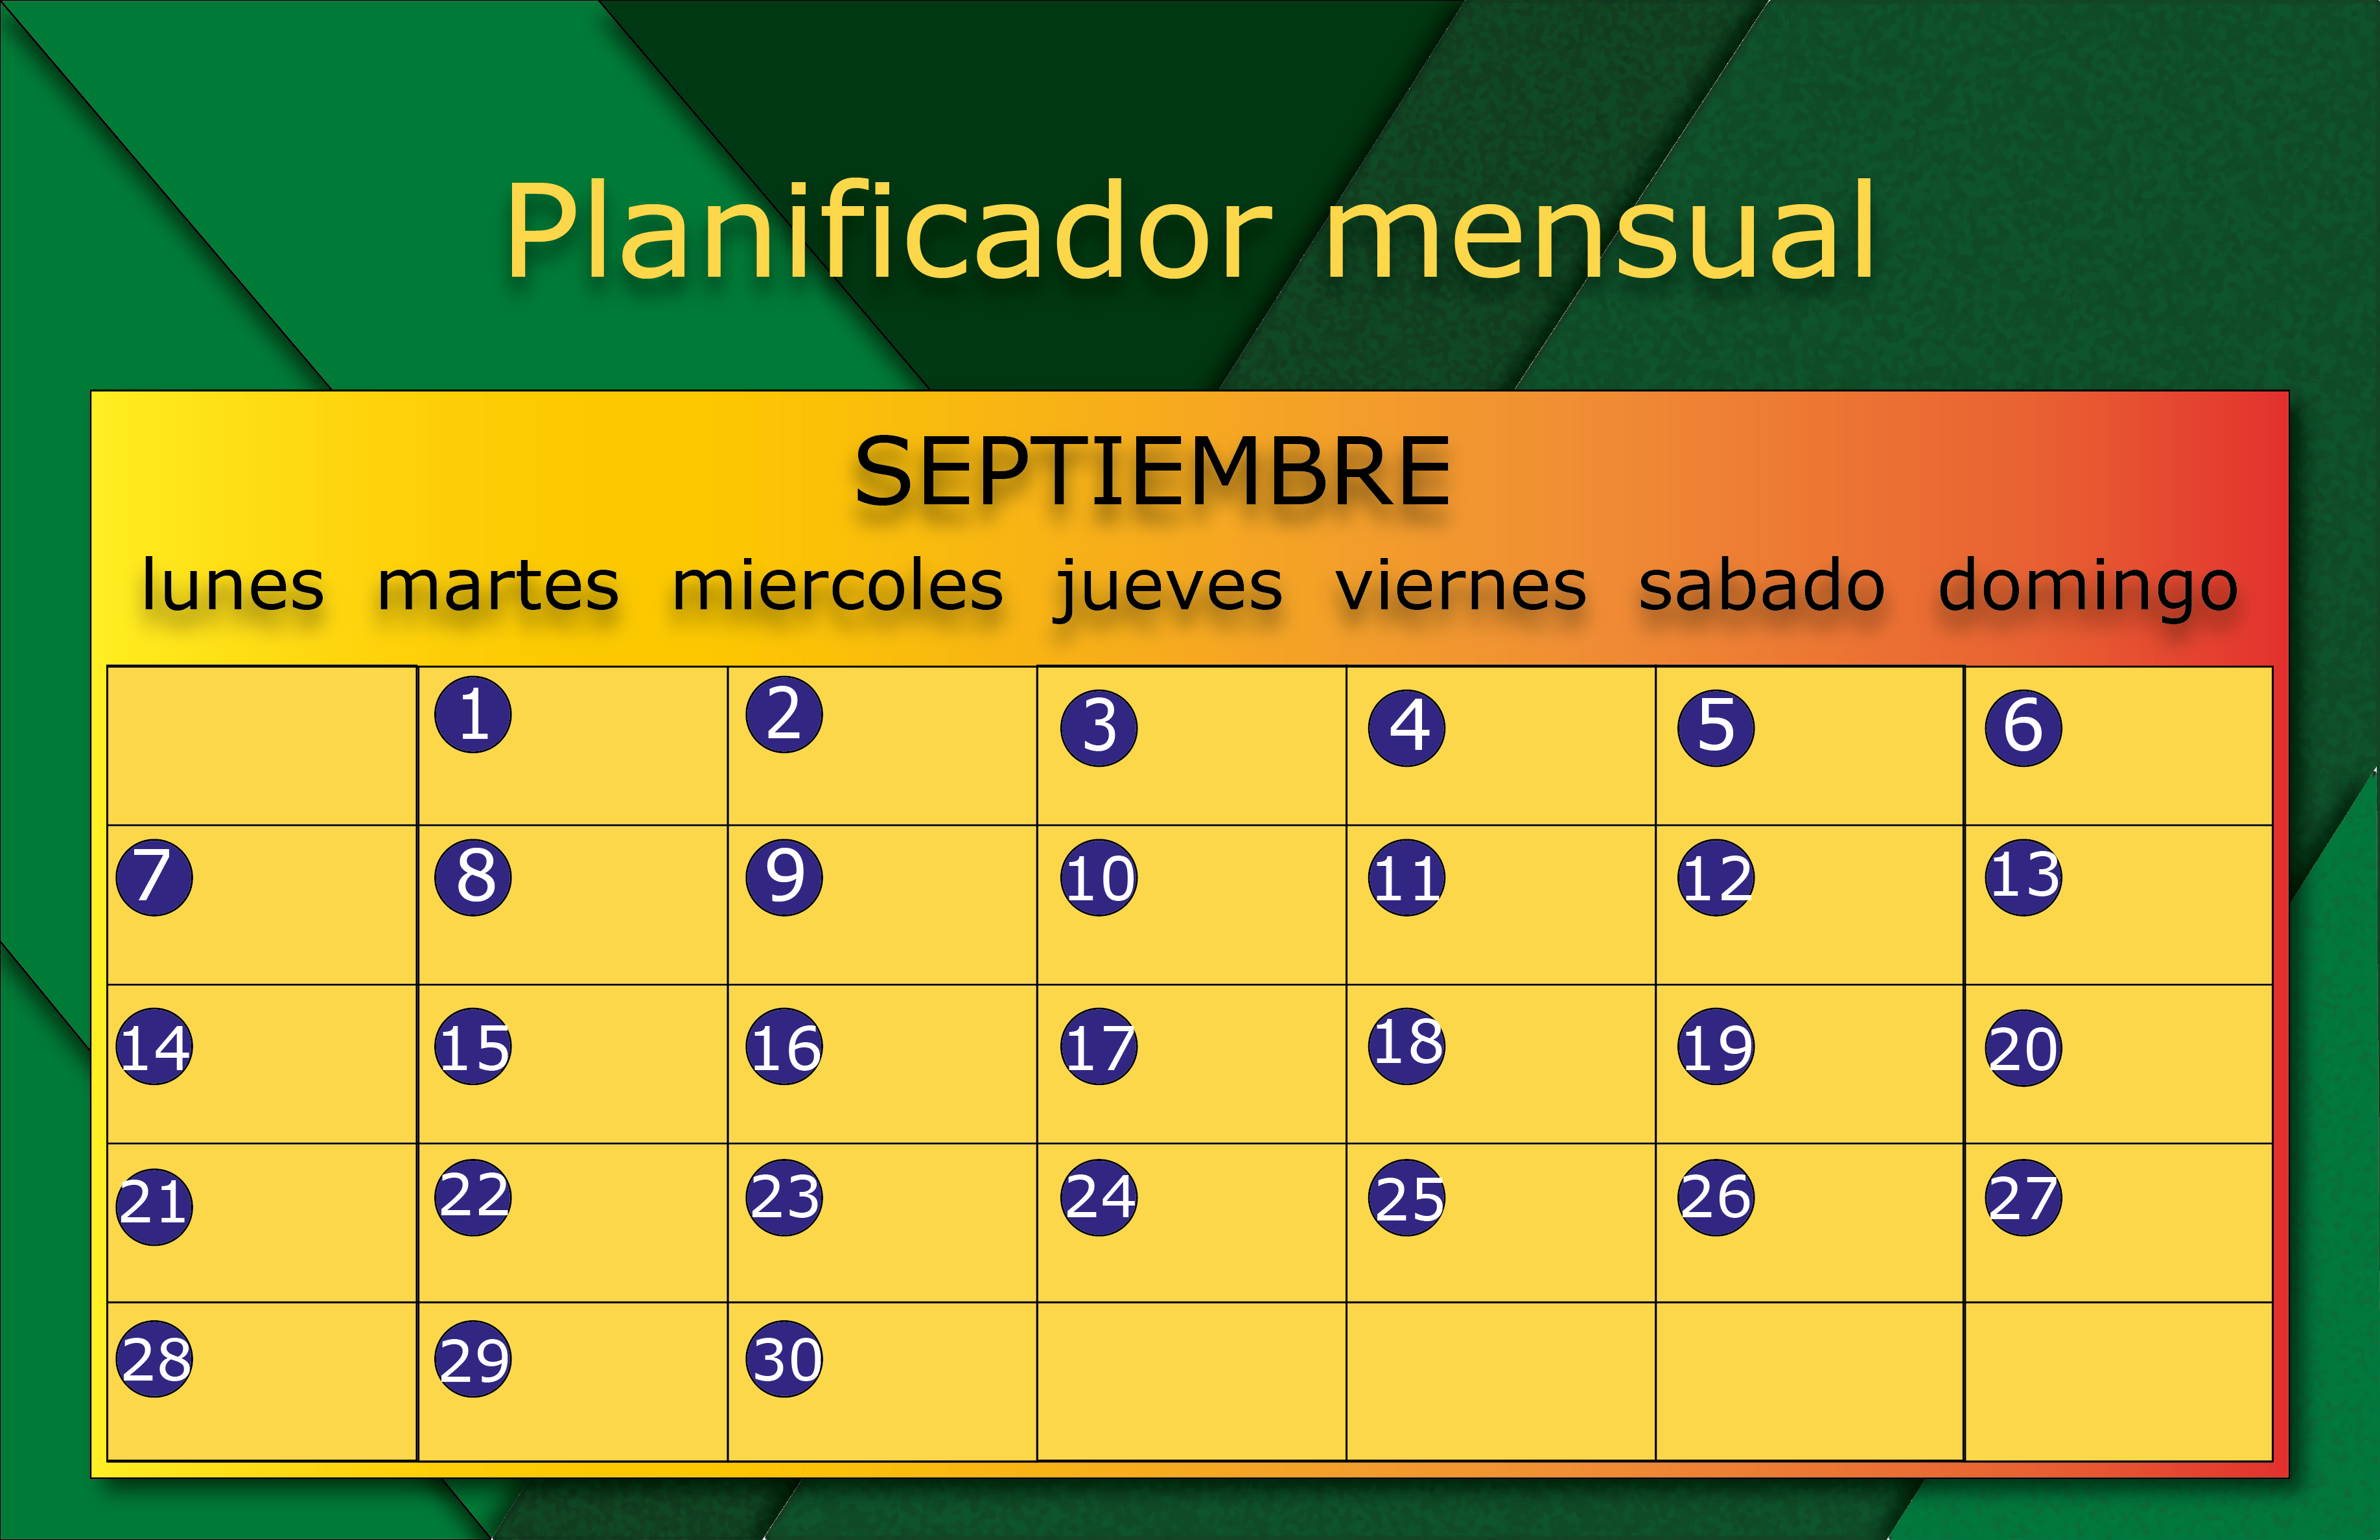 Planificador mensual
SEPTIEMBRE
lunes martes miercoles jueves viernes sabado domingo
1 2 3 4 5 6
7 8 9 10 11 12 13
14 15 16 17 18 19 20
21 22 23 24 25 26 27
28 29 30